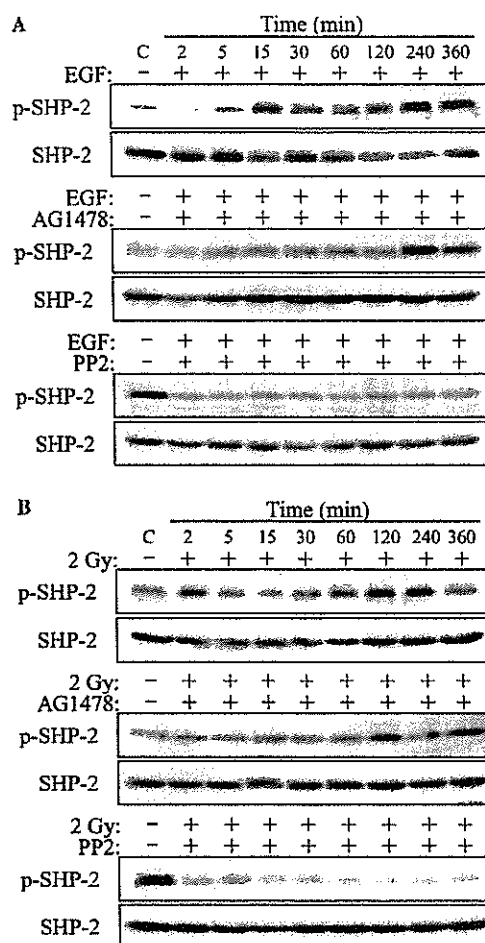 A
Time (min)
C 2 5 15 30 60 120 240 360
EGF: − + + + + + + + +
p-SHP-2
SHP-2
EGF: − + + + + + + + +
AG1478: − + + + + + + + +
p-SHP-2
SHP-2
EGF: − + + + + + + + +
PP2: − + + + + + + + +
p-SHP-2
SHP-2
B
Time (min)
C 2 5 15 30 60 120 240 360
2 Gy: − + + + + + + + +
p-SHP-2
SHP-2
2 Gy: − + + + + + + + +
AG1478: − + + + + + + + +
p-SHP-2
SHP-2
2 Gy: − + + + + + + + +
PP2: − + + + + + + + +
p-SHP-2
SHP-2